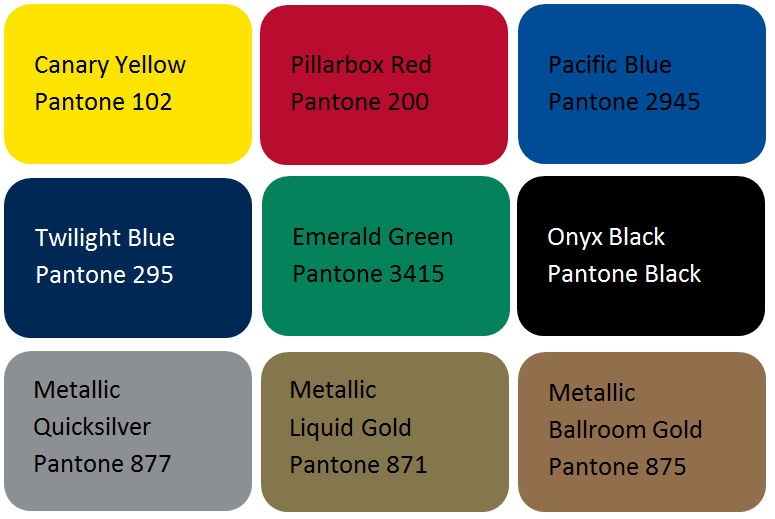 Canary Yellow
Pantone 102
Pillarbox Red
Pantone 200
Pacific Blue
Pantone 2945
Twilight Blue
Pantone 295
Emerald Green
Pantone 3415
Onyx Black
Pantone Black
Metallic
Quicksilver
Pantone 877
Metallic
Liquid Gold
Pantone 871
Metallic
Ballroom Gold
Pantone 875